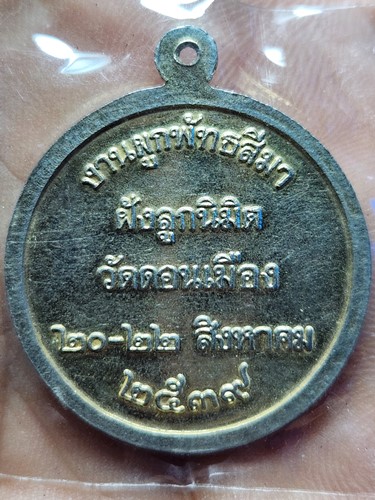 งานผูกพัทธสีมา
ฝังลูกนิมิต
วัดดอนเมือง
๒๐-๒๒ สิงหาคม
๒๕๓๙